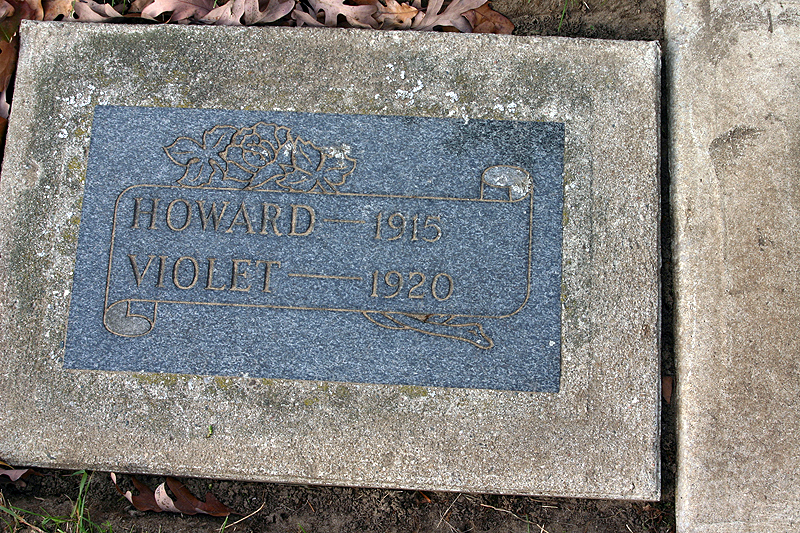 HOWARD — 1915
VIOLET — 1920